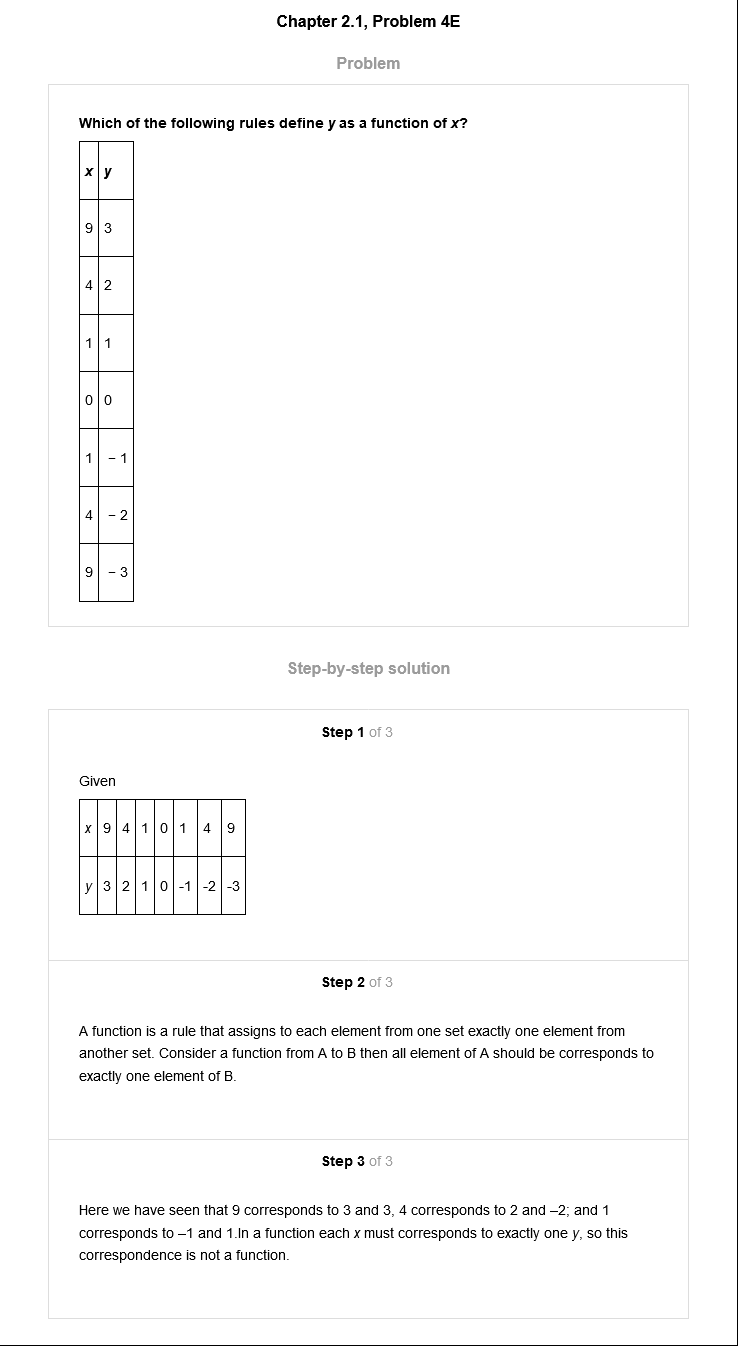 Chapter 2.1, Problem 4E
Problem
Which of the following rules define y as a function of x?
x y
9 3
4 2
1 1
0 0
1 − 1
4 − 2
9 − 3
Step-by-step solution
Step 1 of 3
Given
x 9 4 1 0 1 4 9
y 3 2 1 0 -1 -2 -3
Step 2 of 3
A function is a rule that assigns to each element from one set exactly one element from
another set. Consider a function from A to B then all element of A should be corresponds to
exactly one element of B.
Step 3 of 3
Here we have seen that 9 corresponds to 3 and 3, 4 corresponds to 2 and –2; and 1
corresponds to –1 and 1.In a function each x must corresponds to exactly one y, so this
correspondence is not a function.